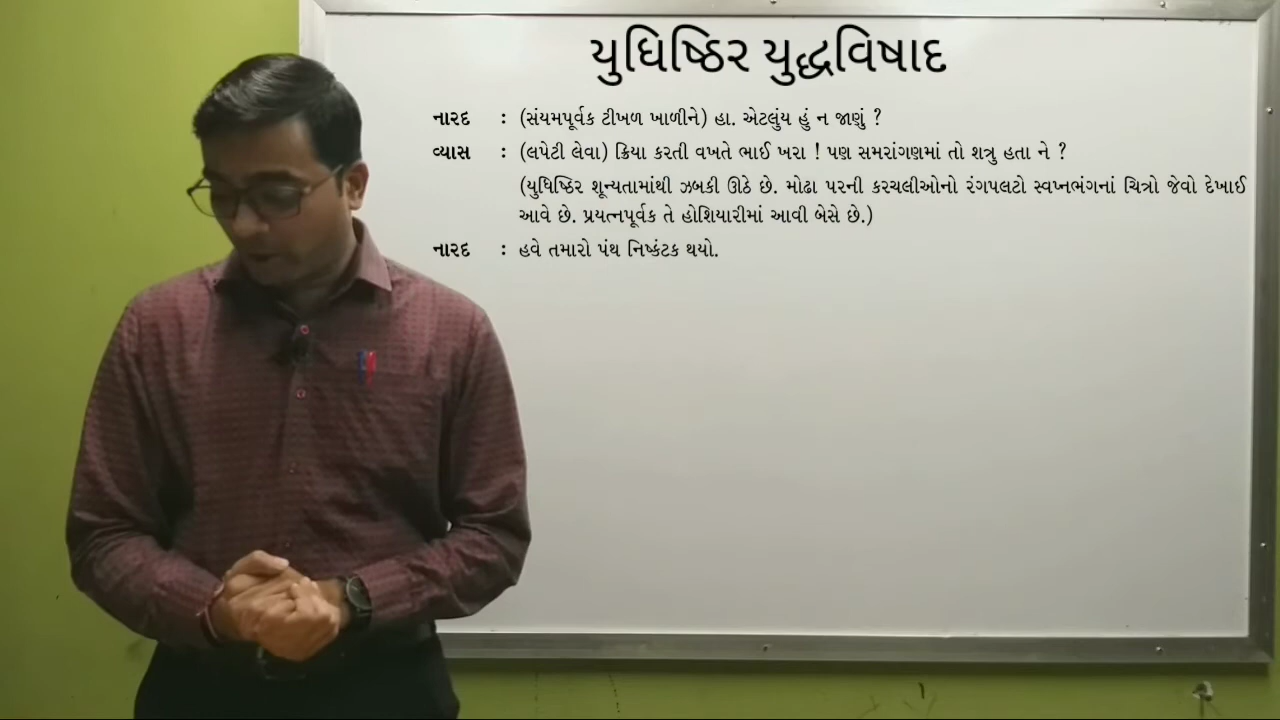 યુધિષ્ઠિર યુદ્ધવિષાદ
નારદ : (સંયમપૂર્વક ટીખળ ખાળીને) હા. એટલુંય હું ન જાણું ?
વ્યાસ : (લપેટી લેવા) ક્રિયા કરતી વખતે ભાઈ ખરા ! પણ સમરાંગણમાં તો શત્રુ હતા ને ?
(યુધિષ્ઠિર શૂન્યતામાંથી ઝબકી ઊઠે છે. મોઢા પરની કરચલીઓનો રંગપલટો સ્વપ્નભંગનાં ચિત્રો જેવો દેખાઈ
આવે છે. પ્રયત્નપૂર્વક તે હોશિયારીમાં આવી બેસે છે.)
નારદ : હવે તમારો પંથ નિષ્કંટક થયો.